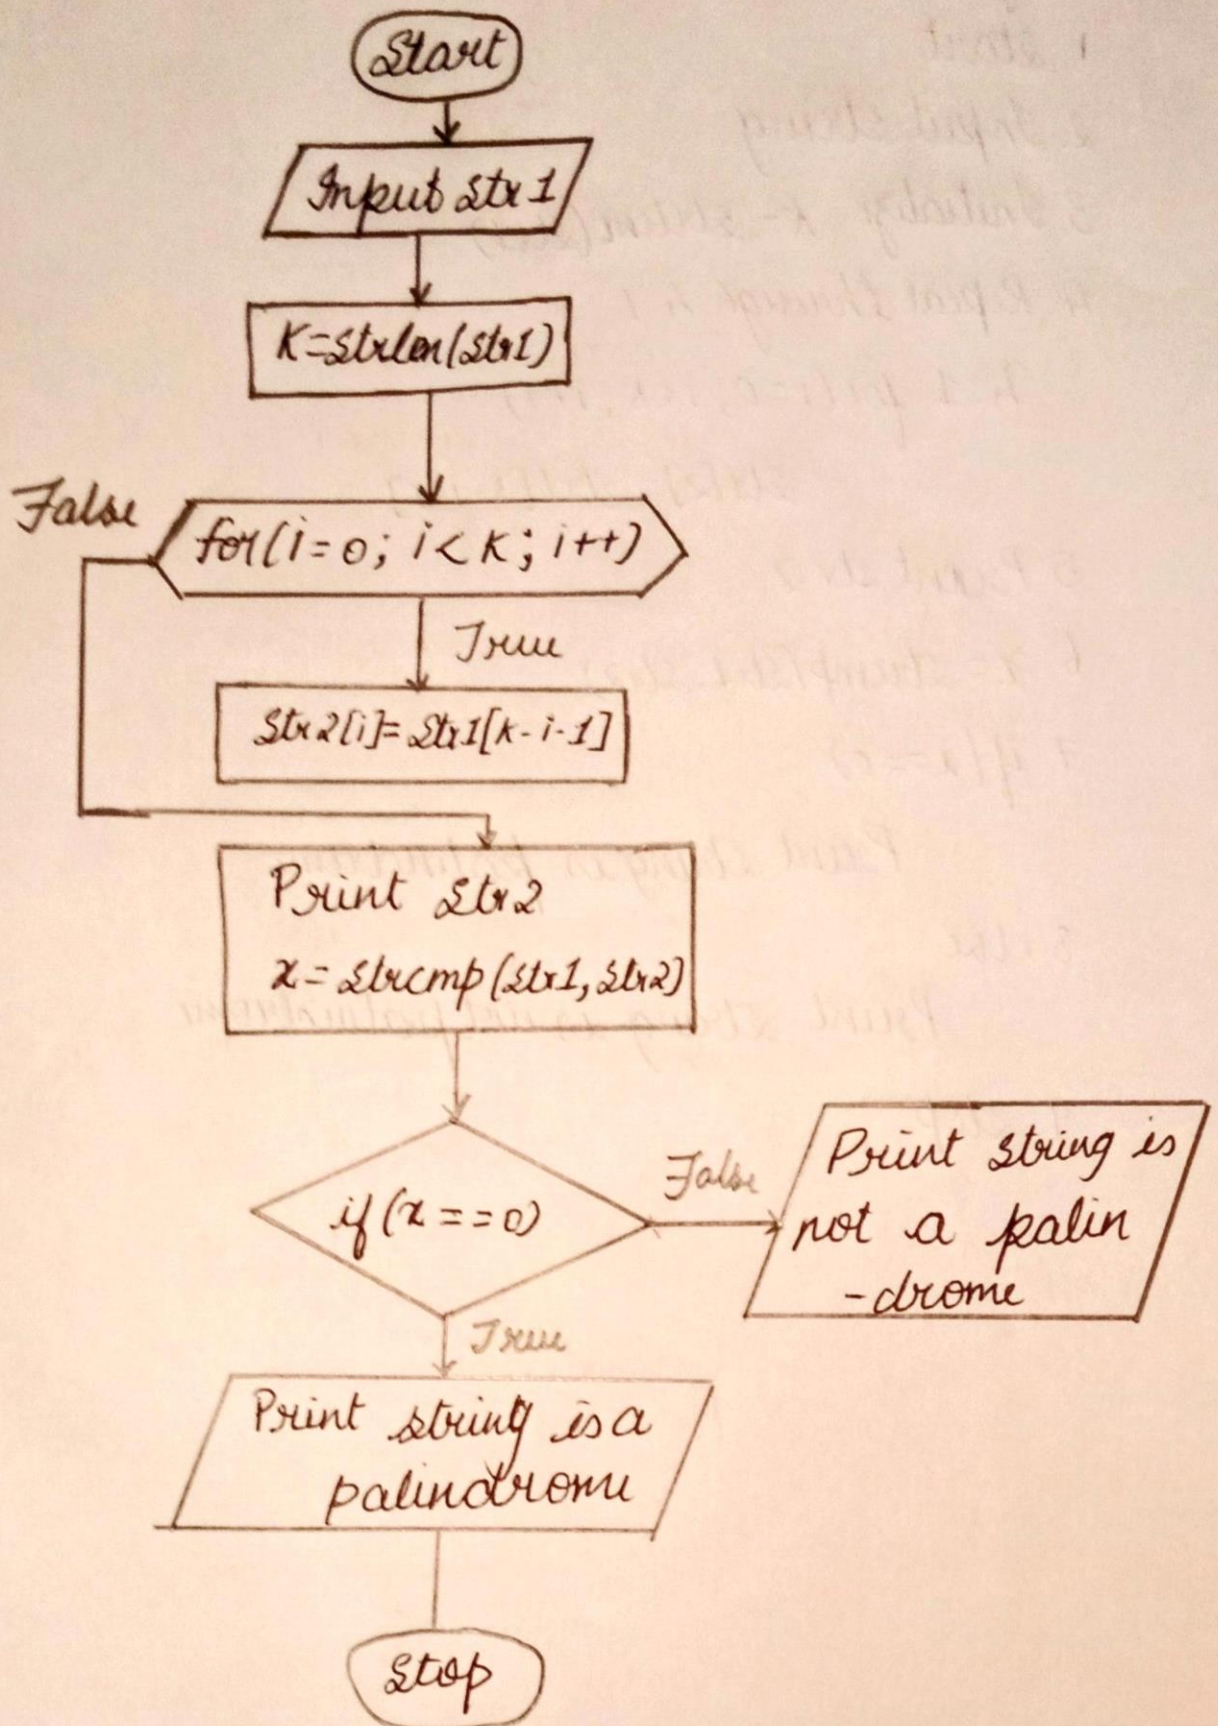 Start
Input Str1
K=Strlen(Str1)
False
for(i=0; i<K; i++)
True
Str2[i]=Str1[k-i-1]
Print Str2
x=Strcmp(Str1,Str2)
if(x==0)
False
Print string is
not a palin
-drome
True
Print string is a
palindrome
Stop